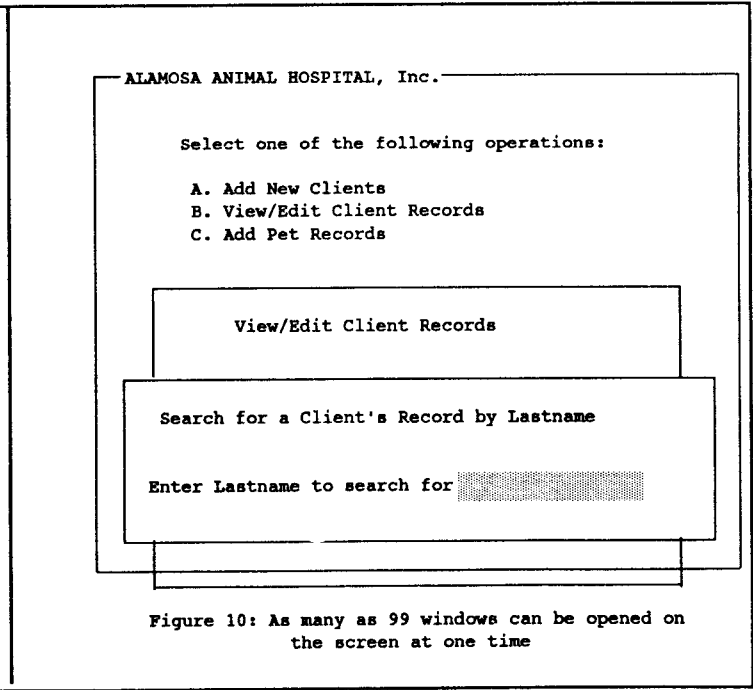 ALAMOSA ANIMAL HOSPITAL, Inc.
Select one of the following operations:
A. Add New Clients
B. View/Edit Client Records
C. Add Pet Records
View/Edit Client Records
Search for a Client's Record by Lastname
Enter Lastname to search for
Figure 10: As many as 99 windows can be opened on
the screen at one time